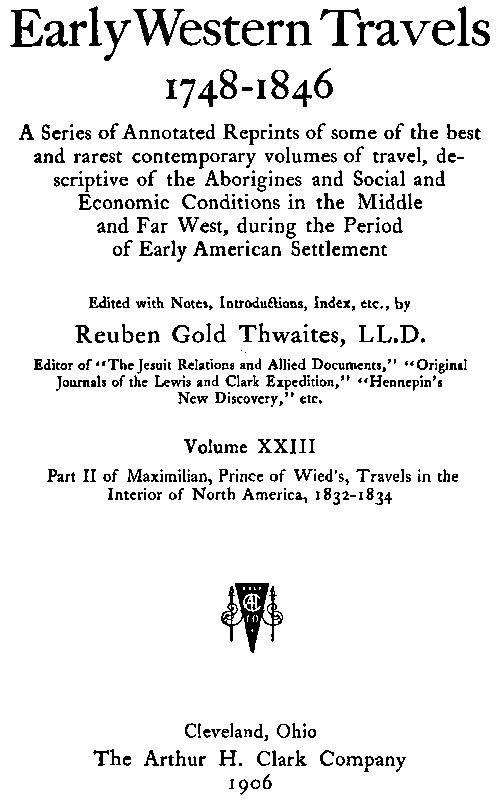 Early Western Travels
1748-1846
A Series of Annotated Reprints of some of the best
and rarest contemporary volumes of travel, de-
scriptive of the Aborigines and Social and
Economic Conditions in the Middle
and Far West, during the Period
of Early American Settlement
Edited with Notes, Introductions, Index, etc., by
Reuben Gold Thwaites, LL.D.
Editor of "The Jesuit Relations and Allied Documents," "Original
Journals of the Lewis and Clark Expedition," "Hennepin's
New Discovery," etc.
Volume XXIII
Part II of Maximilian, Prince of Wied's, Travels in the
Interior of North America, 1832-1834
Cleveland, Ohio
The Arthur H. Clark Company
1906